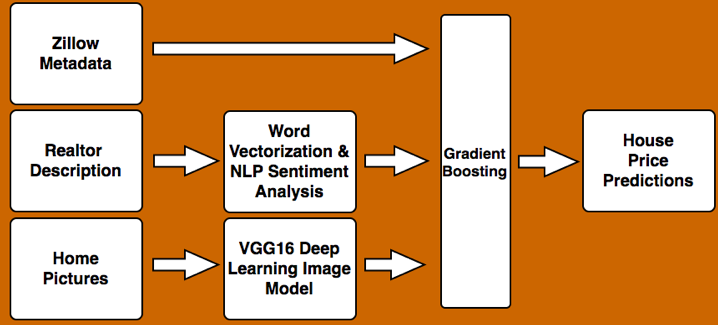 Zillow
Metadata
Realtor
Description
Word
Vectorization &
NLP Sentiment
Analysis
Gradient
Boosting
House
Price
Predictions
Home
Pictures
VGG16 Deep
Learning Image
Model